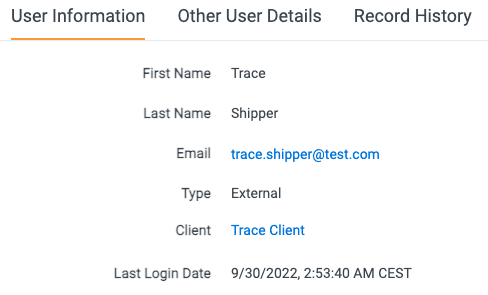 User Information Other User Details Record History
First Name Trace
Last Name Shipper
Email trace.shipper@test.com
Type External
Client Trace Client
Last Login Date 9/30/2022, 2:53:40 AM CEST